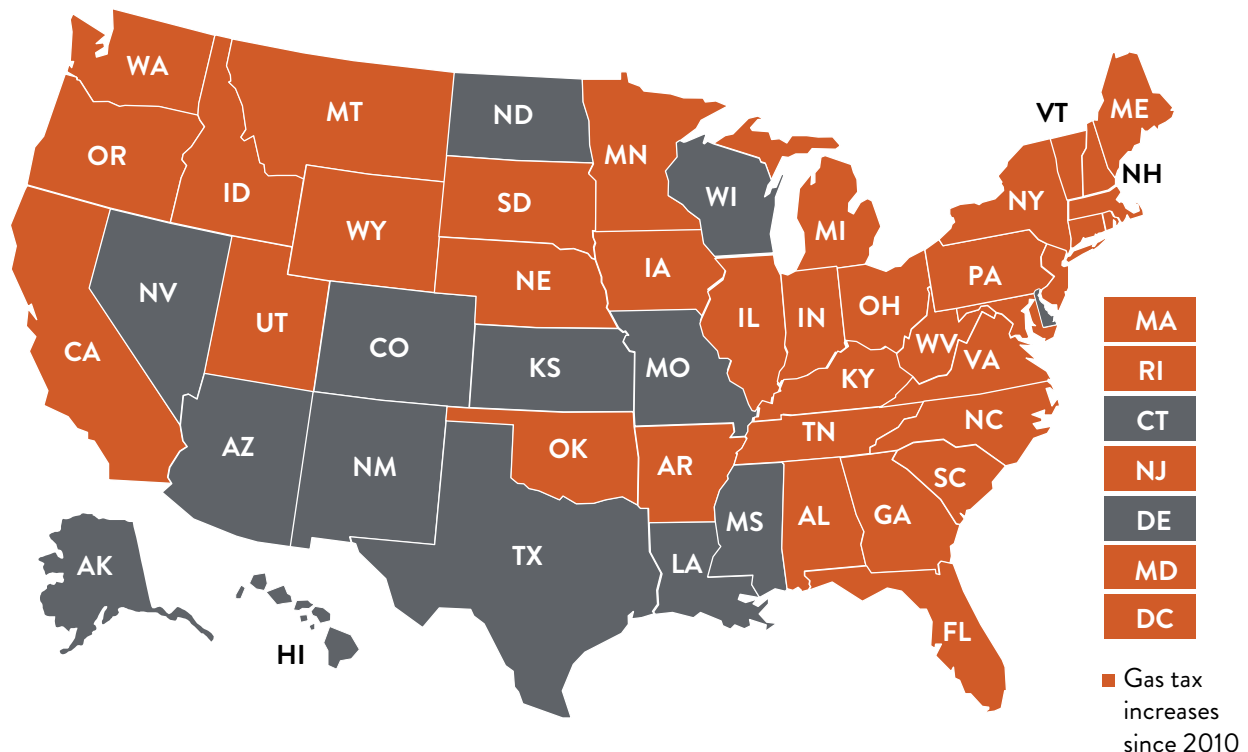 WA
MT
ND
MN
VT
ME
OR
ID
SD
WI
NH
NY
MI
WY
NE
IA
PA
NV
UT
CO
KS
MO
IL
IN
OH
WV
VA
CA
KY
AZ
NM
OK
AR
TN
NC
SC
TX
LA
MS
AL
GA
FL
AK
HI
MA
RI
CT
NJ
DE
MD
DC
Gas tax
increases
since 2010